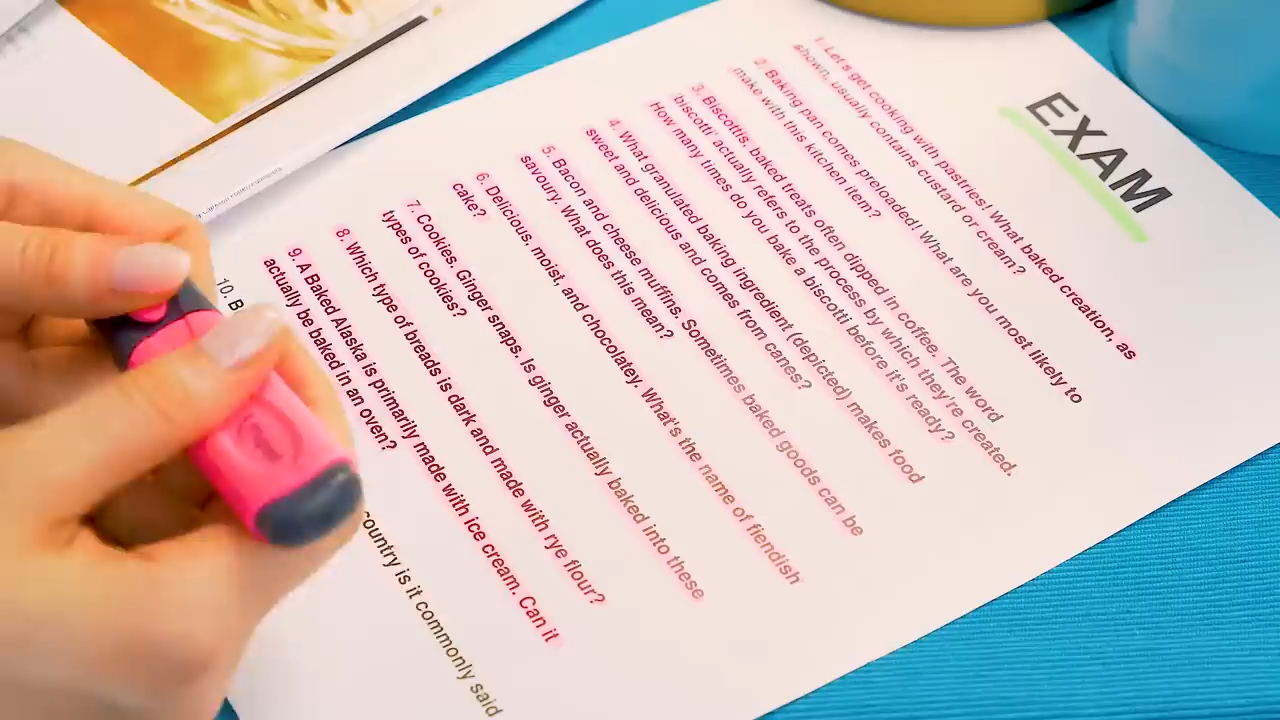 EXAM
1. Let's get cooking with pastries! What baked creation, as
shown, usually contains custard or cream?
2. Baking pan comes preloaded! What are you most likely to
make with this kitchen item?
3. Biscottis, baked treats often dipped in coffee. The word
'biscotti' actually refers to the process by which they're created.
How many times do you bake a biscotti before it's ready?
4. What granulated baking ingredient (depicted) makes food
sweet and delicious and comes from canes?
5. Bacon and cheese muffins. Sometimes baked goods can be
savoury. What does this mean?
6. Delicious, moist, and chocolatey. What's the name of fiendish
cake?
7. Cookies. Ginger snaps. Is ginger actually baked into these
types of cookies?
8. Which type of breads is dark and made with rye flour?
9. A Baked Alaska is primarily made with ice cream. Can it
actually be baked in an oven?
10. country is it commonly said